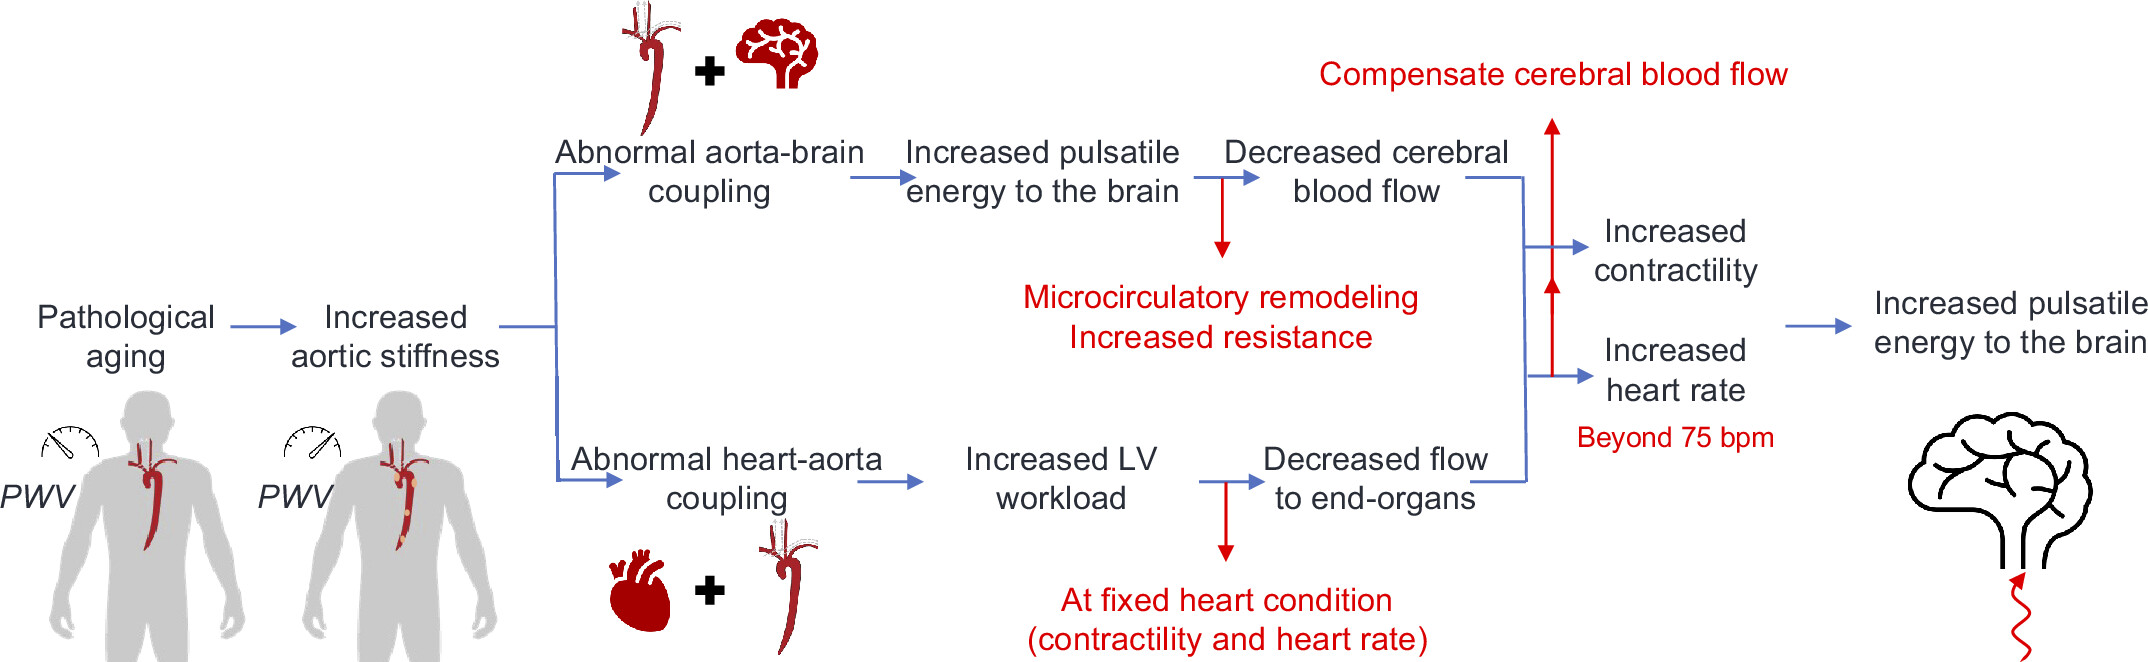 Pathological
aging
PWV
Increased
aortic stiffness
PWV
Abnormal aorta-brain
coupling
Increased pulsatile
energy to the brain
Decreased cerebral
blood flow
Microcirculatory remodeling
Increased resistance
Abnormal heart-aorta
coupling
Increased LV
workload
Decreased flow
to end-organs
At fixed heart condition
(contractility and heart rate)
Compensate cerebral blood flow
Increased
contractility
Increased
heart rate
Beyond 75 bpm
Increased pulsatile
energy to the brain